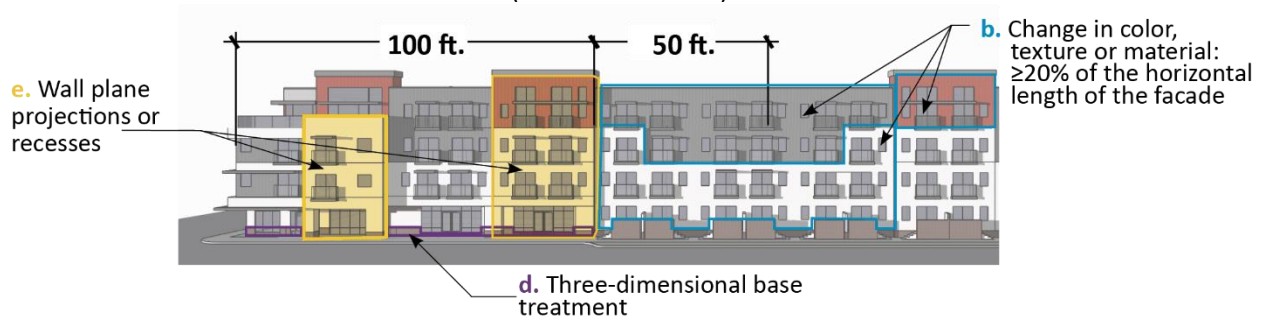 100 ft.
50 ft.
b. Change in color,
texture or material:
≥20% of the horizontal
length of the facade
e. Wall plane
projections or
recesses
d. Three-dimensional base
treatment